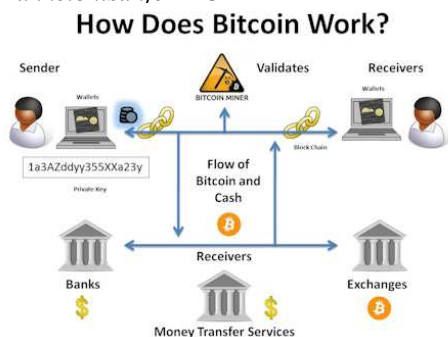 How Does Bitcoin Work?
Sender
Validates
Receivers
Wallets
BITCOIN MINER
Wallets
1a3AZddyy355XXa23y
Private Key
Block Chain
Flow of
Bitcoin and
Cash
Receivers
Banks
Exchanges
Money Transfer Services